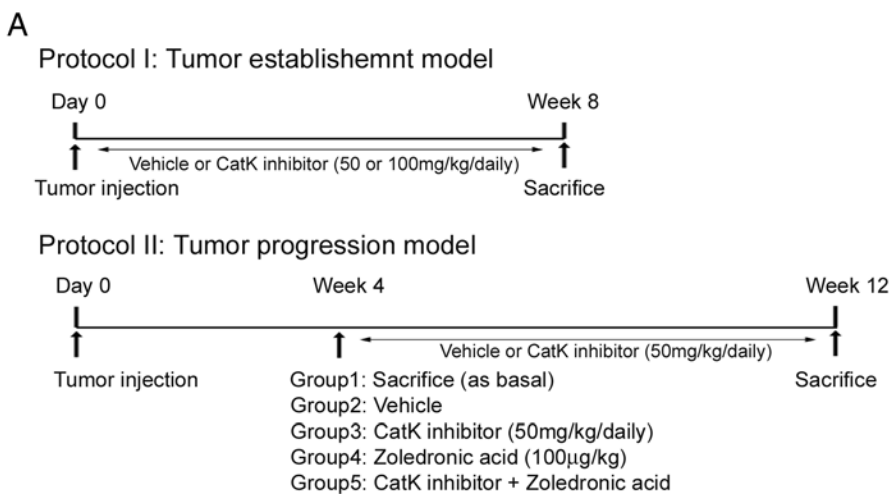 A
Protocol I: Tumor establishemnt model
Day 0 Week 8
Vehicle or CatK inhibitor (50 or 100mg/kg/daily)
Tumor injection Sacrifice
Protocol II: Tumor progression model
Day 0 Week 4 Week 12
Vehicle or CatK inhibitor (50mg/kg/daily)
Tumor injection Sacrifice
Group1: Sacrifice (as basal)
Group2: Vehicle
Group3: CatK inhibitor (50mg/kg/daily)
Group4: Zoledronic acid (100μg/kg)
Group5: CatK inhibitor + Zoledronic acid